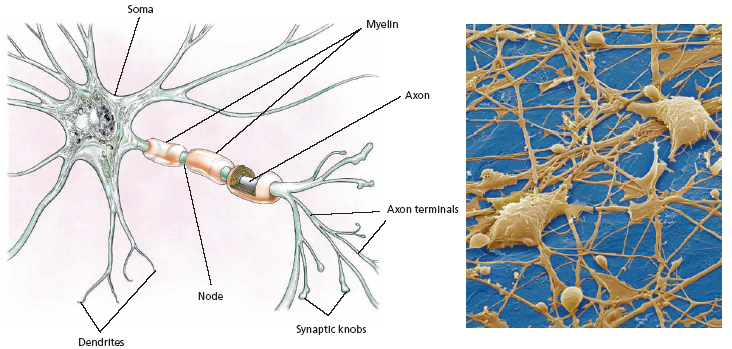 Soma
Myelin
Axon
Axon terminals
Node
Synaptic knobs
Dendrites